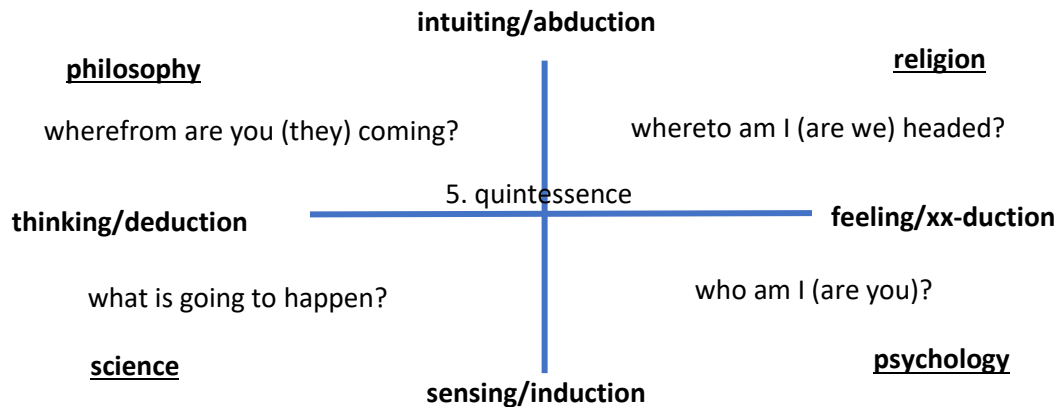 intuiting/abduction
philosophy
religion
wherefrom are you (they) coming?
whereto am I (are we) headed?
5. quintessence
thinking/deduction
feeling/xx-duction
what is going to happen?
who am I (are you)?
science
psychology
sensing/induction